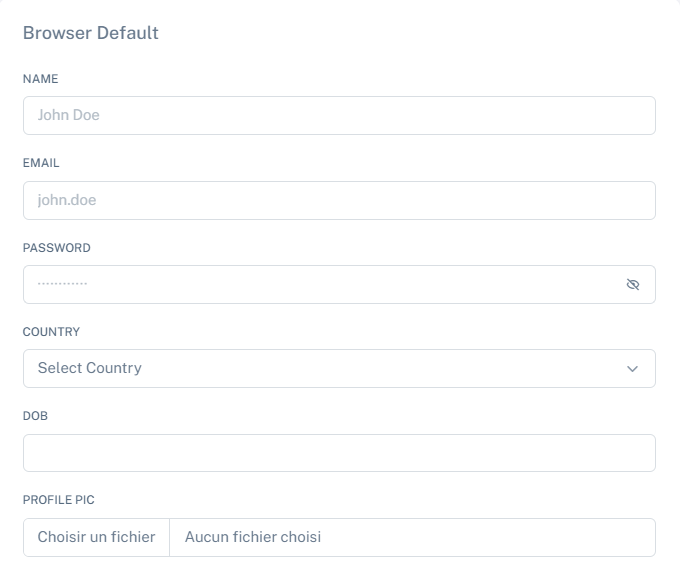 Browser Default
NAME
John Doe
EMAIL
john.doe
PASSWORD
············
COUNTRY
Select Country
DOB
PROFILE PIC
Choisir un fichier Aucun fichier choisi